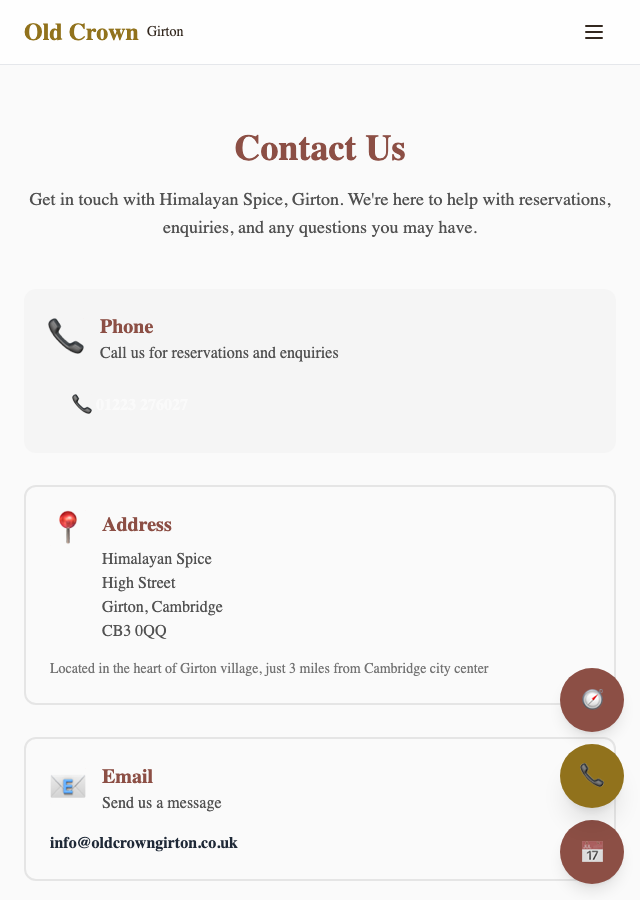 Old Crown Girton
Contact Us
Get in touch with Himalayan Spice, Girton. We're here to help with reservations,
enquiries, and any questions you may have.
Phone
Call us for reservations and enquiries
01223 276027
Address
Himalayan Spice
High Street
Girton, Cambridge
CB3 0QQ
Located in the heart of Girton village, just 3 miles from Cambridge city center
Email
Send us a message
info@oldcrowngirton.co.uk
17